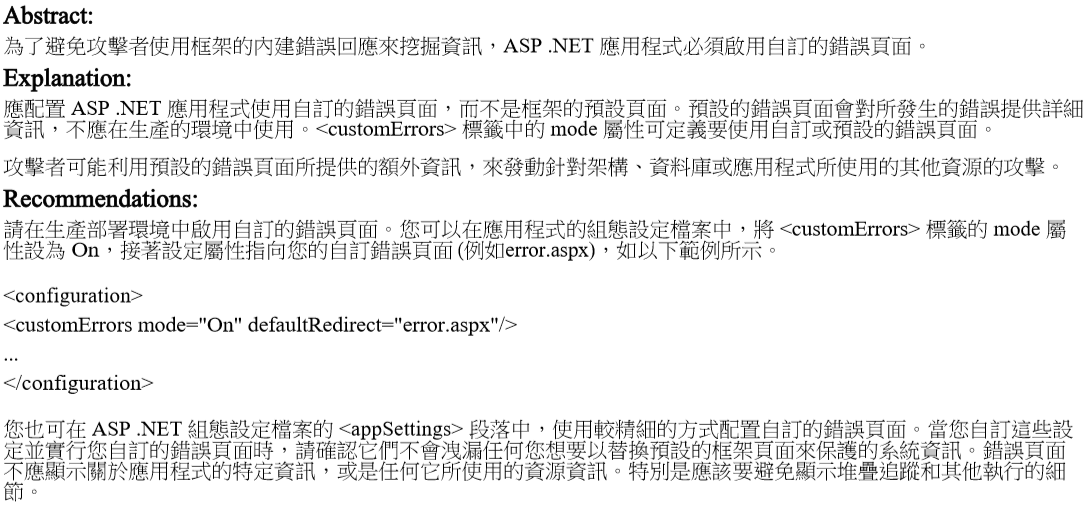 Abstract:
為了避免攻擊者使用框架的內建錯誤回應來挖掘資訊，ASP .NET 應用程式必須啟用自訂的錯誤頁面。
Explanation:
應配置 ASP .NET 應用程式使用自訂的錯誤頁面，而不是框架的預設頁面。預設的錯誤頁面會對所發生的錯誤提供詳細
資訊，不應在生產的環境中使用。<customErrors> 標籤中的 mode 屬性可定義要使用自訂或預設的錯誤頁面。
攻擊者可能利用預設的錯誤頁面所提供的額外資訊，來發動針對架構、資料庫或應用程式所使用的其他資源的攻擊。
Recommendations:
請在生產部署環境中啟用自訂的錯誤頁面。您可以在應用程式的組態設定檔案中，將 <customErrors> 標籤的 mode 屬
性設為 On，接著設定屬性指向您的自訂錯誤頁面 (例如error.aspx)，如以下範例所示。
<configuration>
<customErrors mode="On" defaultRedirect="error.aspx"/>
...
</configuration>
您也可在 ASP .NET 組態設定檔案的 <appSettings> 段落中，使用較精細的方式配置自訂的錯誤頁面。當您自訂這些設
定並實行您自訂的錯誤頁面時，請確認它們不會洩漏任何您想要以替換預設的框架頁面來保護的系統資訊。錯誤頁面
不應顯示關於應用程式的特定資訊，或是任何它所使用的資源資訊。特別是應該要避免顯示堆疊追蹤和其他執行的細
節。